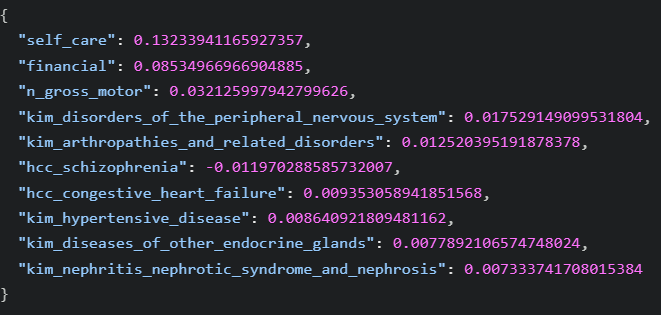 {
"self_care": 0.13233941165927357,
"financial": 0.08534966966904885,
"n_gross_motor": 0.032125997942799626,
"kim_disorders_of_the_peripheral_nervous_system": 0.017529149099531804,
"kim_arthropathies_and_related_disorders": 0.012520395191878378,
"hcc_schizophrenia": -0.011970288585732007,
"hcc_congestive_heart_failure": 0.009353058941851568,
"kim_hypertensive_disease": 0.008640921809481162,
"kim_diseases_of_other_endocrine_glands": 0.0077892106574748024,
"kim_nephritis_nephrotic_syndrome_and_nephrosis": 0.007333741708015384
}